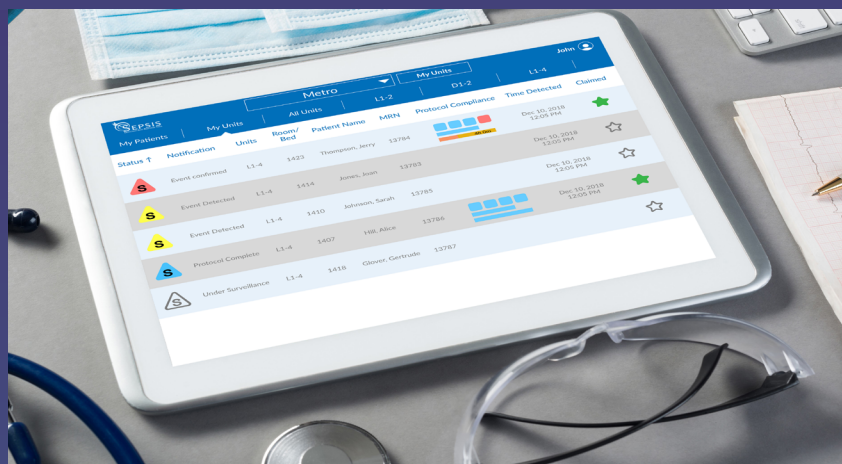 John
Metro
My Units
SEPSIS
My Patients
My Units
All Units
L1-2
D1-2
L1-4
Status ↑
Notification
Units
Room/
Bed
Patient Name
MRN
Protocol Compliance
Time Detected
Claimed
S Event confirmed L1-4 1423 Thompson, Jerry 13784 Dec 10, 2018
12:05 PM
S Event Detected L1-4 1414 Jones, Joan 13783 Dec 10, 2018
12:05 PM
S Event Detected L1-4 1410 Johnson, Sarah 13785 Dec 10, 2018
12:05 PM
S Protocol Complete L1-4 1407 Hill, Alice 13786 Dec 10, 2018
12:05 PM
S Under Surveillance L1-4 1418 Glover, Gertrude 13787